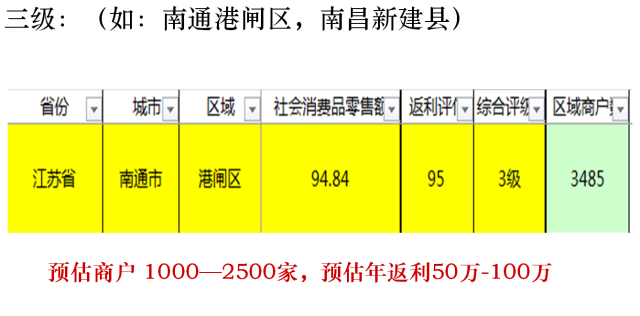 三级：（如：南通港闸区，南昌新建县）
省份 城市 区域 社会消费品零售额 返利评估 综合评级 区域商户
江苏省 南通市 港闸区 94.84 95 3级 3485
预估商户 1000—2500家，预估年返利50万-100万